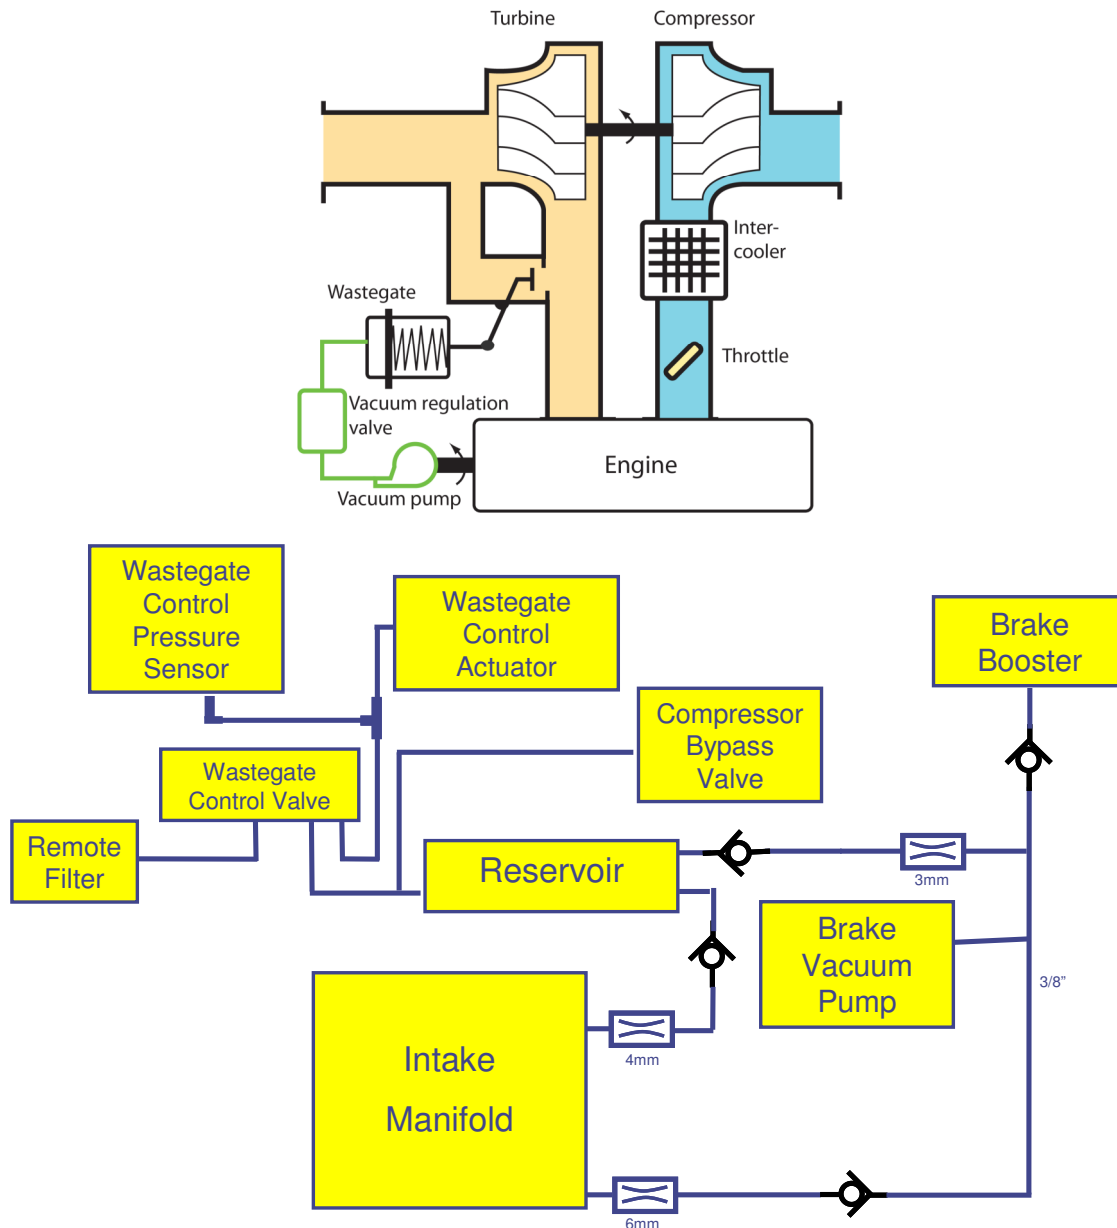 Turbine
Compressor
Inter-
cooler
Wastegate
Throttle
Vacuum regulation
valve
Engine
Vacuum pump
Wastegate
Control
Pressure
Sensor
Wastegate
Control
Actuator
Brake
Booster
Compressor
Bypass
Valve
Wastegate
Control Valve
Remote
Filter
Reservoir
3mm
Brake
Vacuum
Pump
3/8”
Intake
Manifold
4mm
6mm